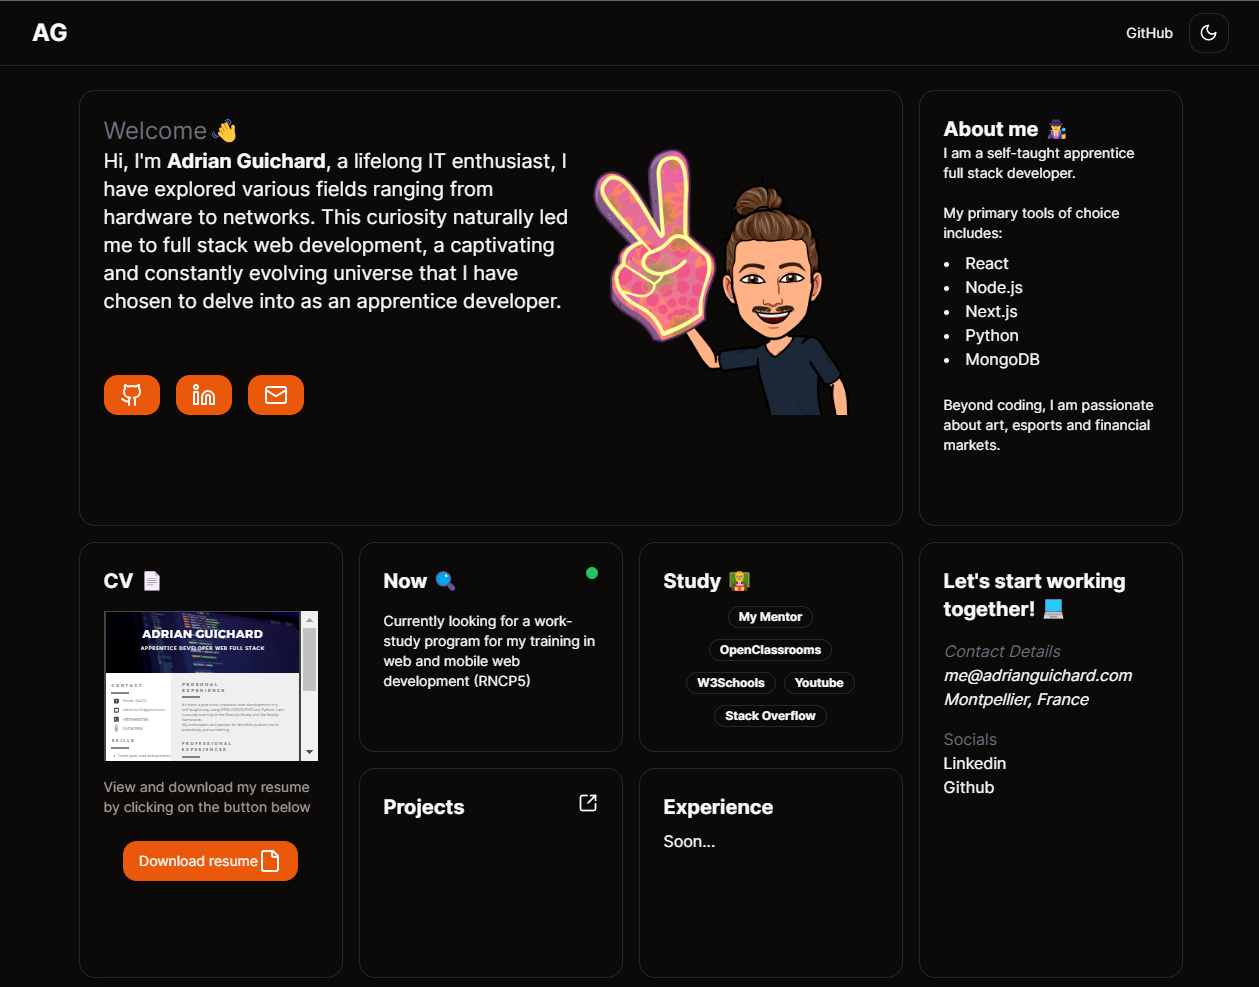 AG
GitHub
Welcome 👋
Hi, I'm Adrian Guichard, a lifelong IT enthusiast, I
have explored various fields ranging from
hardware to networks. This curiosity naturally led
me to full stack web development, a captivating
and constantly evolving universe that I have
chosen to delve into as an apprentice developer.
About me
I am a self-taught apprentice
full stack developer.
My primary tools of choice
includes:
• React
• Node.js
• Next.js
• Python
• MongoDB
Beyond coding, I am passionate
about art, esports and financial
markets.
CV
ADRIAN GUICHARD
APPRENTICE DEVELOPER WEB FULL STACK
CONTACT
SKILLS
PERSONAL
EXPERIENCE
PROFESSIONAL
EXPERIENCES
View and download my resume
by clicking on the button below
Download resume
Now
Currently looking for a work-
study program for my training in
web and mobile web
development (RNCP5)
Study
My Mentor
OpenClassrooms
W3Schools
Youtube
Stack Overflow
Projects
Experience
Soon...
Let's start working
together!
Contact Details
me@adrianguichard.com
Montpellier, France
Socials
Linkedin
Github